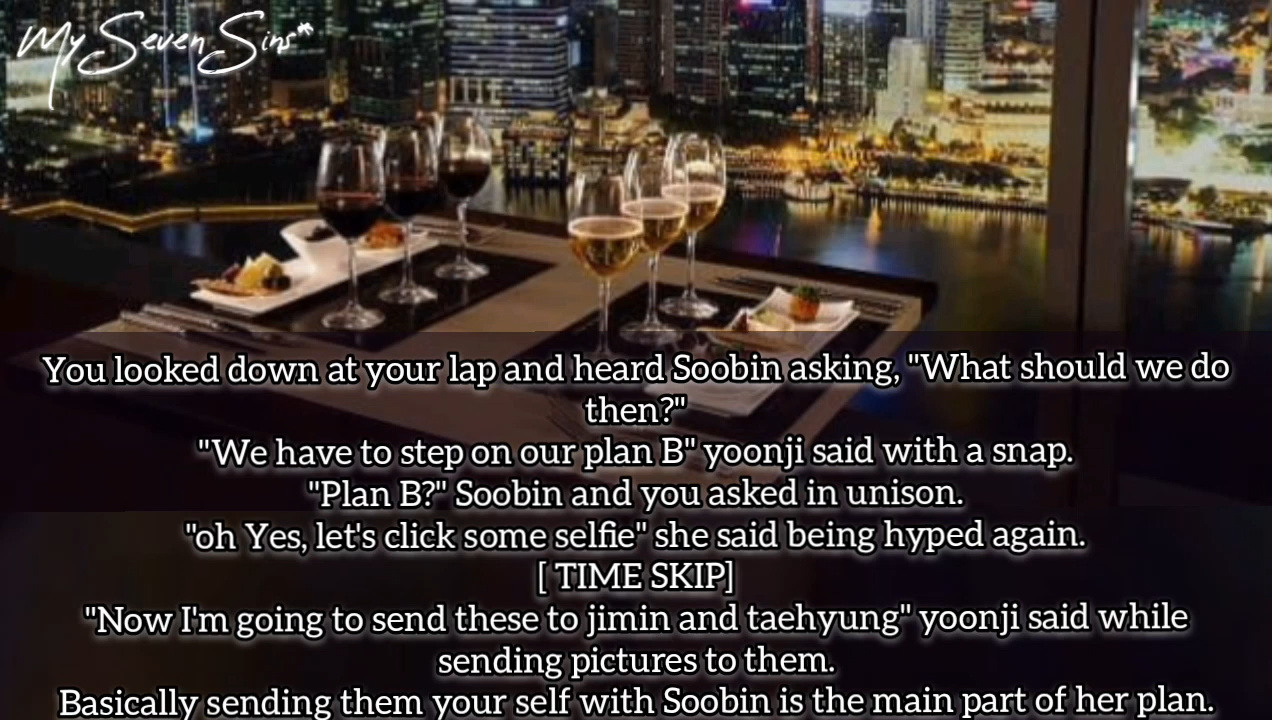 My Seven Sins**
You looked down at your lap and heard Soobin asking, "What should we do
then?"
"We have to step on our plan B" yoonji said with a snap.
"Plan B?" Soobin and you asked in unison.
"oh Yes, let's click some selfie" she said being hyped again.
[ TIME SKIP]
"Now I'm going to send these to jimin and taehyung" yoonji said while
sending pictures to them.
Basically sending them your self with Soobin is the main part of her plan.